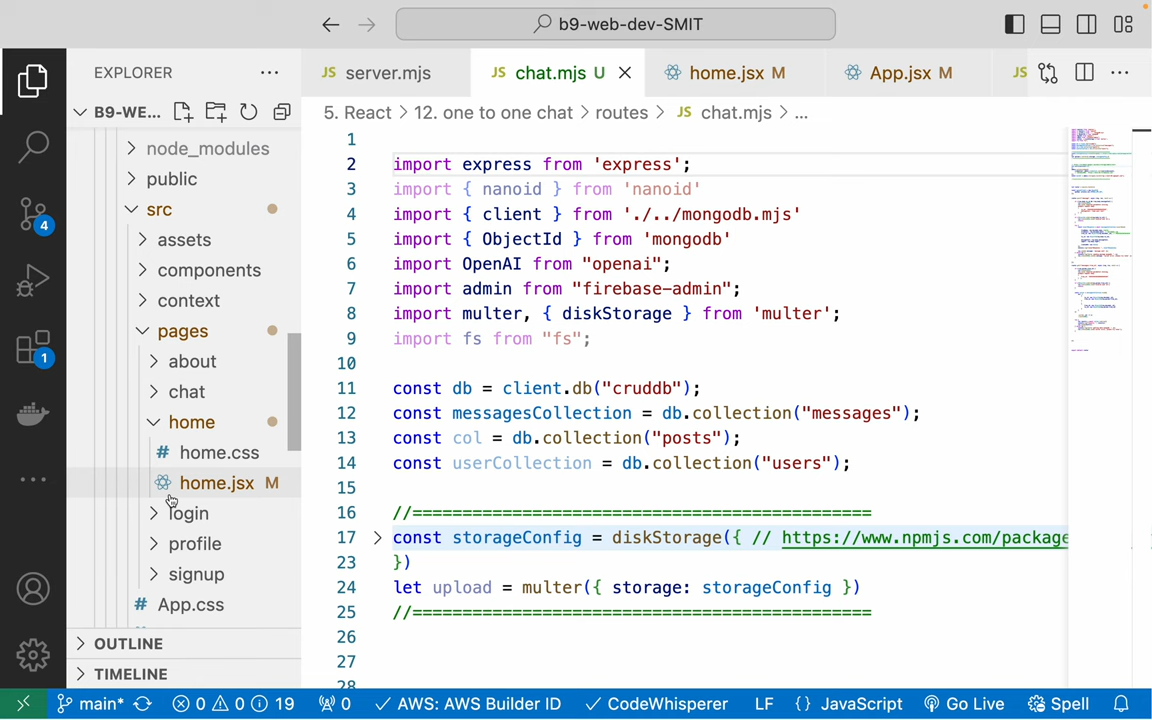 b9-web-dev-SMIT
EXPLORER
B9-WE...
node_modules
public
src
assets
components
context
pages
about
chat
home
# home.css
home.jsx M
login
profile
signup
# App.css
OUTLINE
TIMELINE
4
1
JS server.mjs
JS chat.mjs U
home.jsx M
App.jsx M
JS
5. React > 12. one to one chat > routes > JS chat.mjs > ...
1
2 import express from 'express';
3 import { nanoid } from 'nanoid'
4 import { client } from './../mongodb.mjs'
5 import { ObjectId } from 'mongodb'
6 import OpenAI from "openai";
7 import admin from "firebase-admin";
8 import multer, { diskStorage } from 'multer';
9 import fs from "fs";
10
11 const db = client.db("cruddb");
12 const messagesCollection = db.collection("messages");
13 const col = db.collection("posts");
14 const userCollection = db.collection("users");
15
16 //==========================================
17 const storageConfig = diskStorage({ // https://www.npmjs.com/package
23 })
24 let upload = multer({ storage: storageConfig })
25 //==========================================
26
27
28
main* 0 0 19 0 AWS: AWS Builder ID CodeWhisperer LF {} JavaScript Go Live Spell